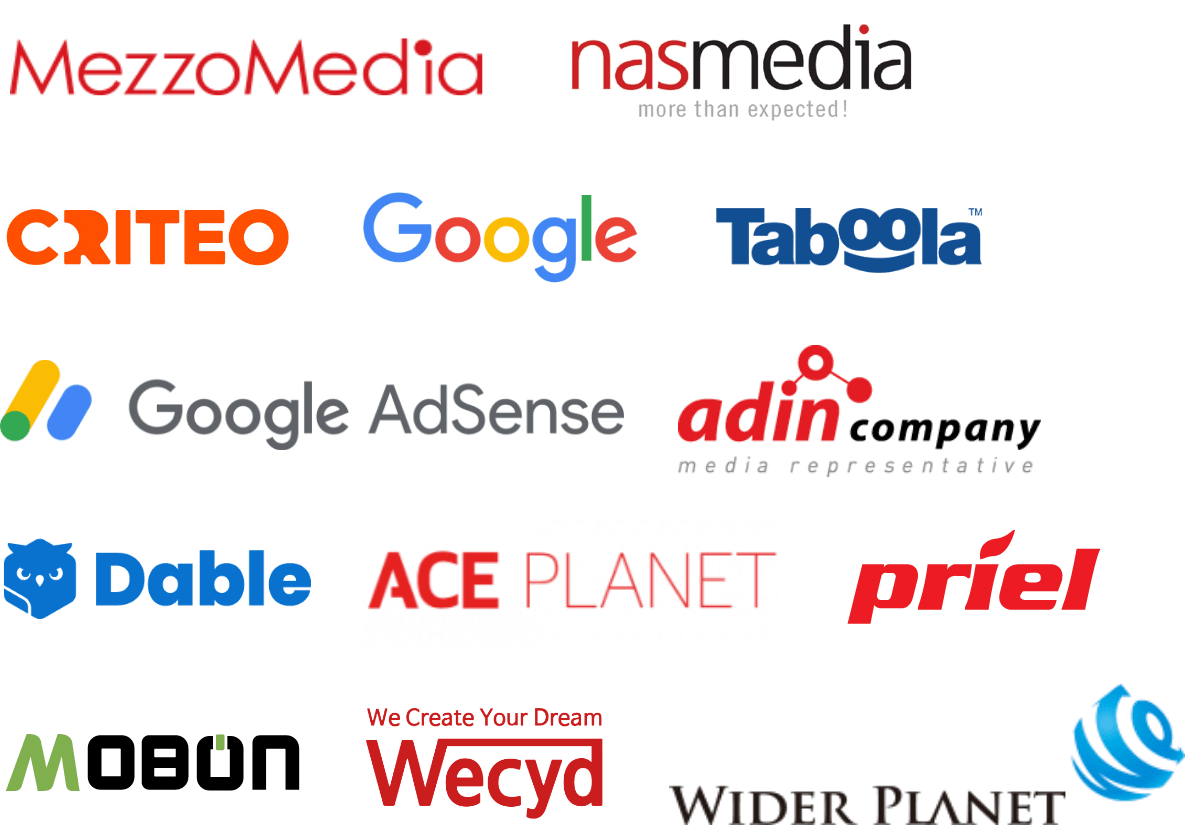 MezzoMedia
nasmedia
more than expected!
CRITEO
Google
Taboola™
Google AdSense
adin company
media representative
Dable
ACE PLANET
priel
MOBON
We Create Your Dream
Wecyd
WIDER PLANET